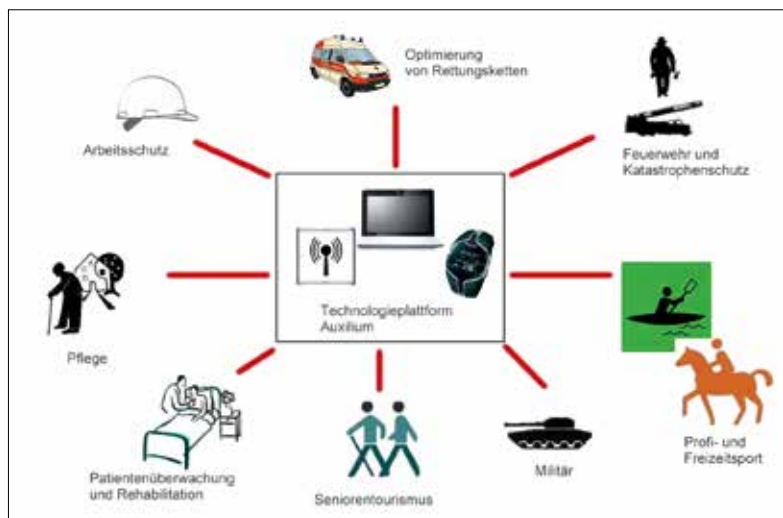 Optimierung
von Rettungsketten
Arbeitsschutz
Feuerwehr und
Katastrophenschutz
Technologieplattform
Auxilium
Pflege
Profi- und
Freizeitsport
Patientenüberwachung
und Rehabilitation
Seniorentourismus
Militär